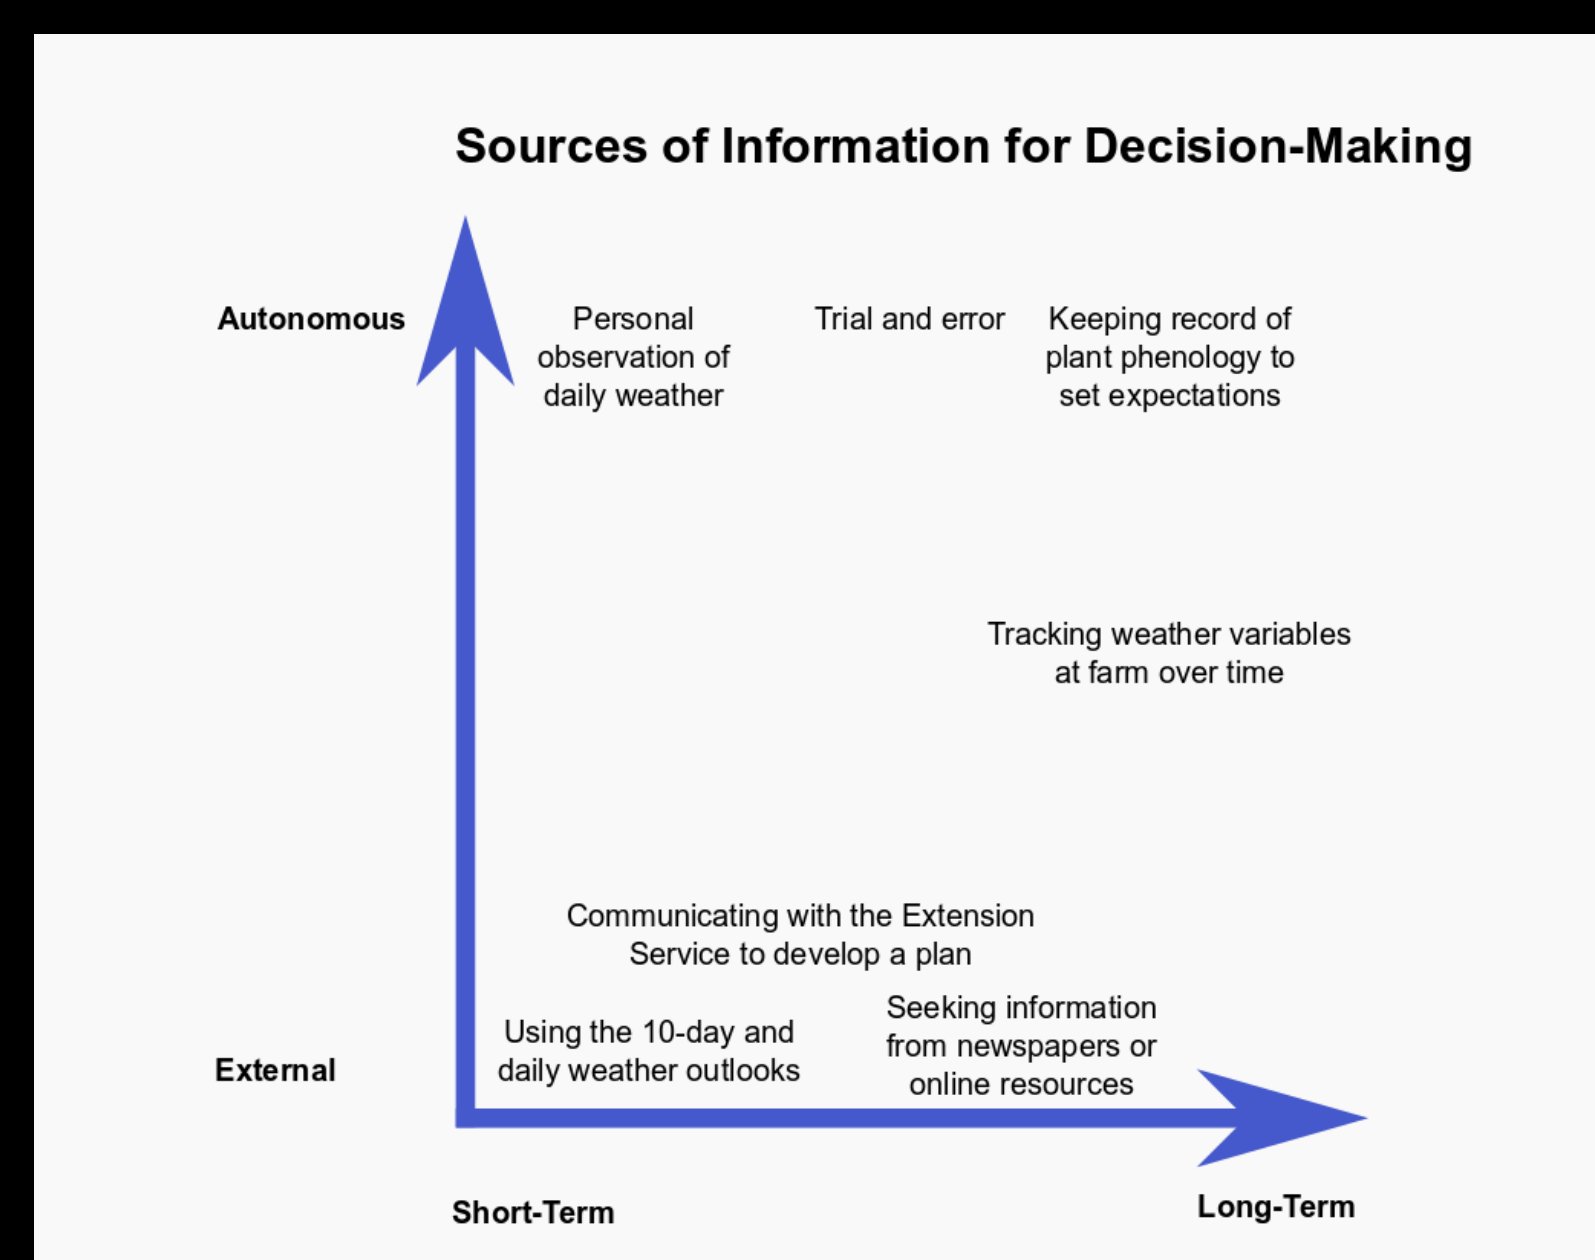 Sources of Information for Decision-Making
Autonomous
Personal
observation of
daily weather
Trial and error
Keeping record of
plant phenology to
set expectations
Tracking weather variables
at farm over time
Communicating with the Extension
Service to develop a plan
Using the 10-day and
daily weather outlooks
Seeking information
from newspapers or
online resources
External
Short-Term
Long-Term